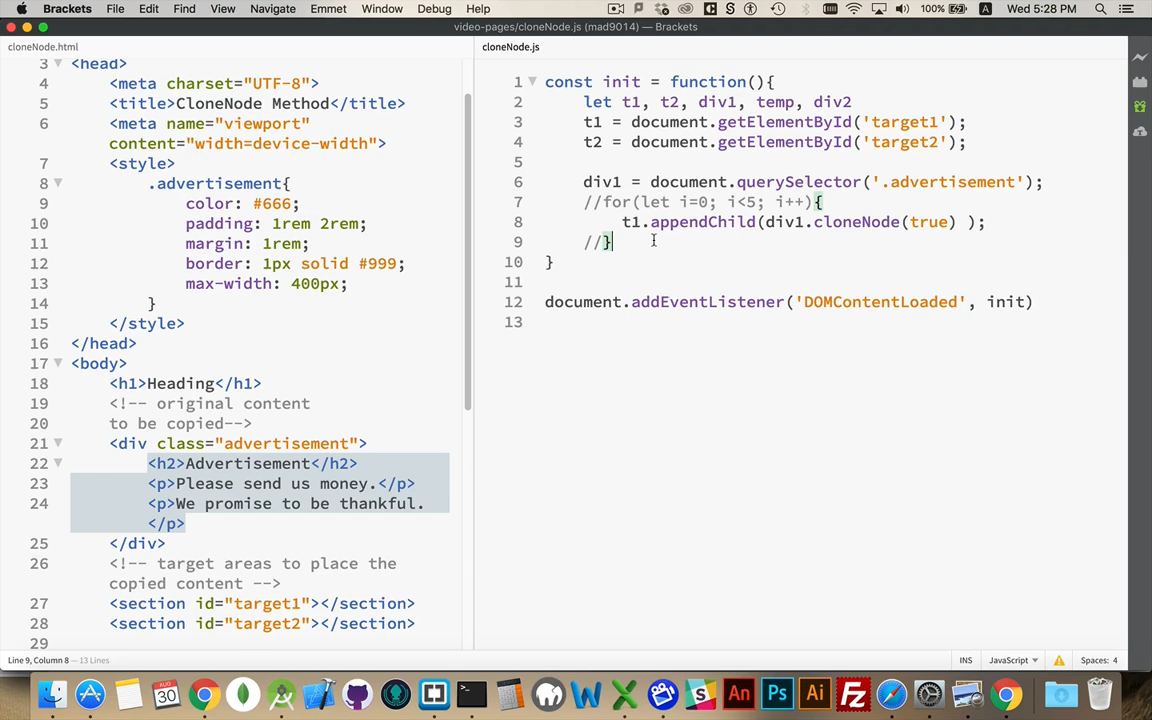 Brackets File Edit Find View Navigate Emmet Window Debug Help 100% A Wed 5:28 PM
video-pages/cloneNode.js (mad9014) — Brackets
cloneNode.html
3 <head>
4 <meta charset="UTF-8">
5 <title>CloneNode Method</title>
6 <meta name="viewport"
content="width=device-width">
7 <style>
8 .advertisement{
9 color: #666;
10 padding: 1rem 2rem;
11 margin: 1rem;
12 border: 1px solid #999;
13 max-width: 400px;
14 }
15 </style>
16 </head>
17 <body>
18 <h1>Heading</h1>
19 <!-- original content
20 to be copied-->
21 <div class="advertisement">
22 <h2>Advertisement</h2>
23 <p>Please send us money.</p>
24 <p>We promise to be thankful.
</p>
25 </div>
26 <!-- target areas to place the
copied content -->
27 <section id="target1"></section>
28 <section id="target2"></section>
29
cloneNode.js
1 const init = function(){
2 let t1, t2, div1, temp, div2
3 t1 = document.getElementById('target1');
4 t2 = document.getElementById('target2');
5
6 div1 = document.querySelector('.advertisement');
7 //for(let i=0; i<5; i++){
8 t1.appendChild(div1.cloneNode(true) );
9 //}
10 }
11
12 document.addEventListener('DOMContentLoaded', init)
13
Line 9, Column 8 — 13 Lines
INS JavaScript Spaces: 4
AUG
30
An Ps Ai Fz